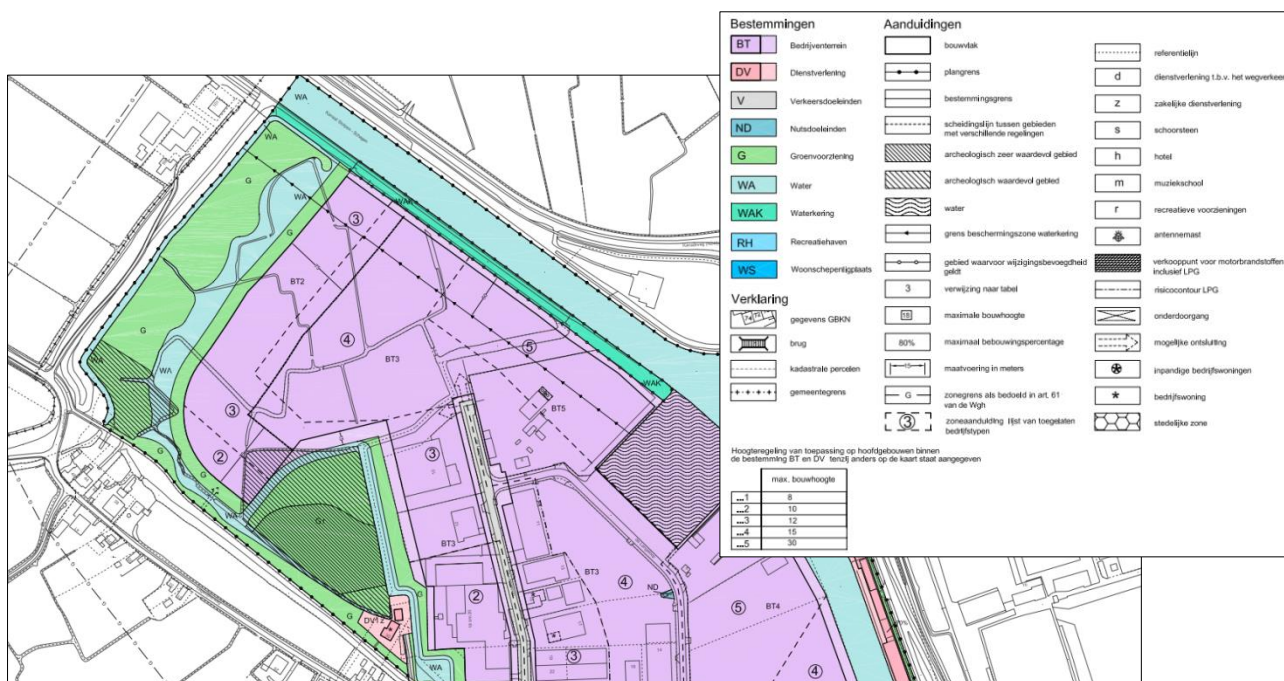 Bestemmingen
BT Bedrijventerrein
DV Dienstverlening
V Verkeersdoeleinden
ND Nutsdoeleinden
G Groenvoorziening
WA Water
WAK Waterkering
RH Recreatiehaven
WS Woonschepenligplaats
Verklaring
gegevens GBKN
brug
kadastrale percelen
gemeentegrens
Aanduidingen
bouwvlak
plangrens
bestemmingsgrens
scheidingslijn tussen gebieden
met verschillende regelingen
archeologisch zeer waardevol gebied
archeologisch waardevol gebied
water
grens beschermingszone waterkering
gebied waarvoor wijzigingsbevoegdheid
geldt
3 verwijzing naar tabel
18 maximale bouwhoogte
80% maximaal bebouwingspercentage
15 maatvoering in meters
G zonegrens als bedoeld in art. 61
van de Wgh
3 zoneaanduiding lijst van toegelaten
bedrijfstypen
referentielijn
d dienstverlening t.b.v. het wegverkeer
z zakelijke dienstverlening
s schoorsteen
h hotel
m muziekschool
r recreatieve voorzieningen
antennemast
verkooppunt voor motorbrandstoffen
inclusief LPG
risicocontour LPG
onderdoorgang
mogelijke ontsluiting
inpandige bedrijfswoningen
* bedrijfswoning
stedelijke zone
Hoogteregeling van toepassing op hoofdgebouwen binnen
de bestemming BT en DV tenzij anders op de kaart staat aangegeven
max. bouwhoogte
...1 8
...2 10
...3 12
...4 15
...5 30
WA
WA
G
WA
G
3
WAK
BT2
4
BT3
5
G
WA
WA
WAK
3
BT5
2
3
G
WA
G1
BT3
BT3
4
ND
2
5
BT4
G
DV1 z
3
4
WA